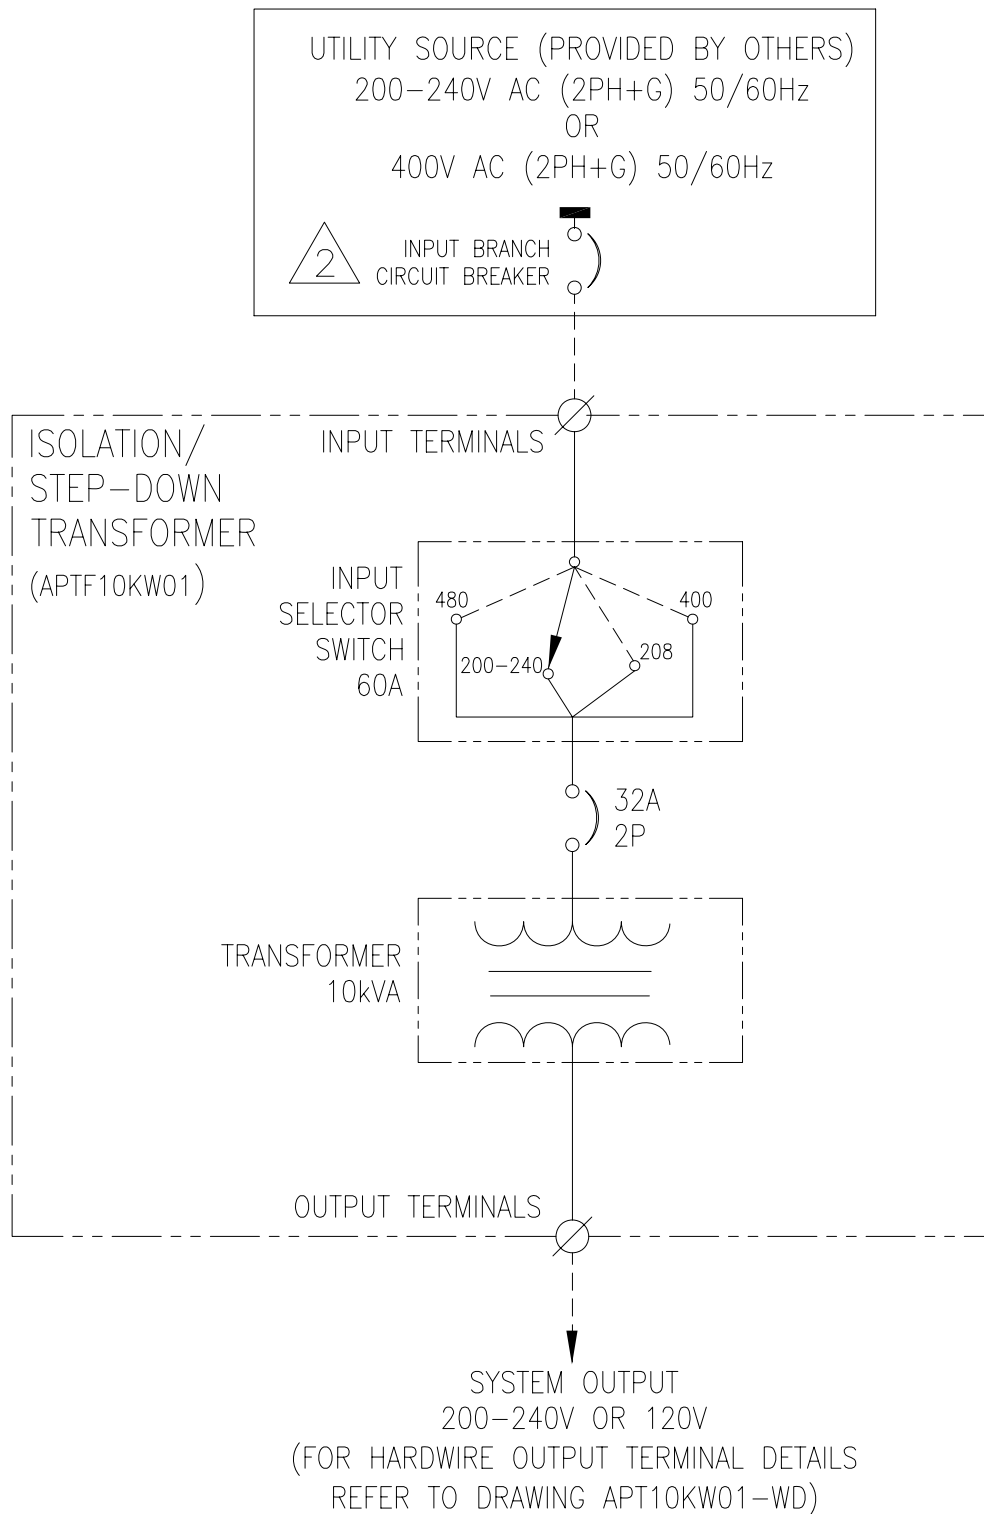 UTILITY SOURCE (PROVIDED BY OTHERS)
200-240V AC (2PH+G) 50/60Hz
OR
400V AC (2PH+G) 50/60Hz
2
INPUT BRANCH
CIRCUIT BREAKER
ISOLATION/
STEP-DOWN
TRANSFORMER
(APTF10KW01)
INPUT TERMINALS
INPUT
SELECTOR
SWITCH
60A
480
400
200-240
208
32A
2P
TRANSFORMER
10kVA
OUTPUT TERMINALS
SYSTEM OUTPUT
200-240V OR 120V
(FOR HARDWIRE OUTPUT TERMINAL DETAILS
REFER TO DRAWING APT10KW01-WD)